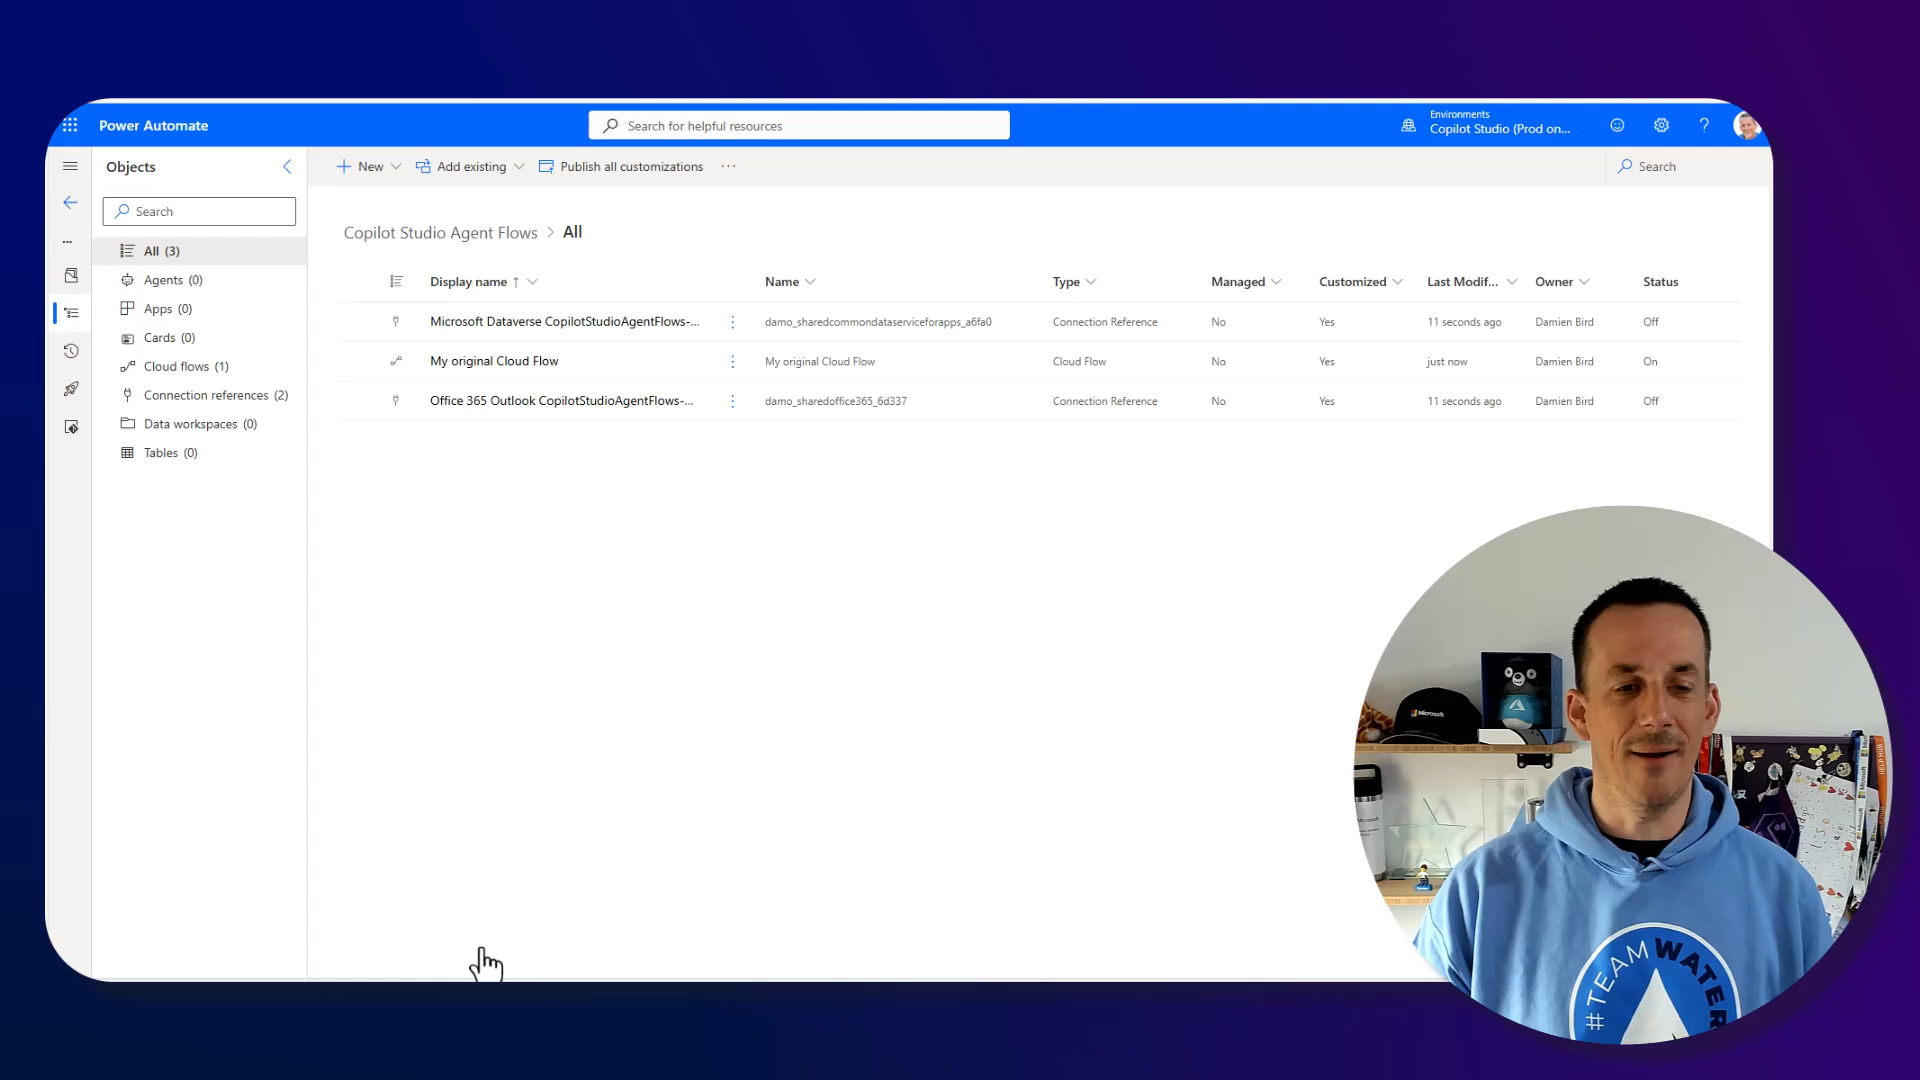 Power Automate
Search for helpful resources
Environments
Copilot Studio (Prod on...
Objects
New
Add existing
Publish all customizations
Search
Search
All (3)
Agents (0)
Apps (0)
Cards (0)
Cloud flows (1)
Connection references (2)
Data workspaces (0)
Tables (0)
Copilot Studio Agent Flows > All
Display name ↑ Name Type Managed Customized Last Modif... Owner Status
Microsoft Dataverse CopilotStudioAgentFlows-... damo_sharedcommondataserviceforapps_a6fa0 Connection Reference No Yes 11 seconds ago Damien Bird Off
My original Cloud Flow My original Cloud Flow Cloud Flow No Yes just now Damien Bird On
Office 365 Outlook CopilotStudioAgentFlows-... damo_sharedoffice365_6d337 Connection Reference No Yes 11 seconds ago Damien Bird Off
Microsoft
HELP HUB
#TEAMWATER